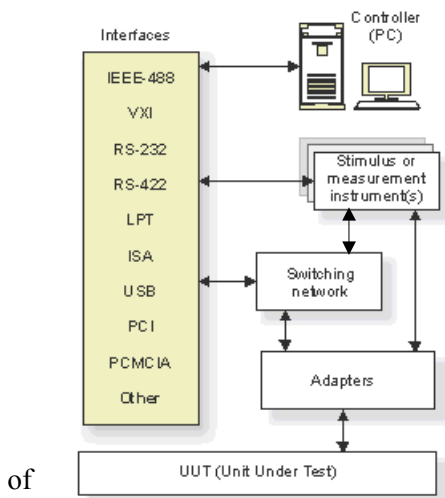 Interfaces
IEEE-488
VXI
RS-232
RS-422
LPT
ISA
USB
PCI
PCMCIA
Other
Controller
(PC)
Stimulus or
measurement
instrument(s)
Switching
network
Adapters
of
UUT (Unit Under Test)